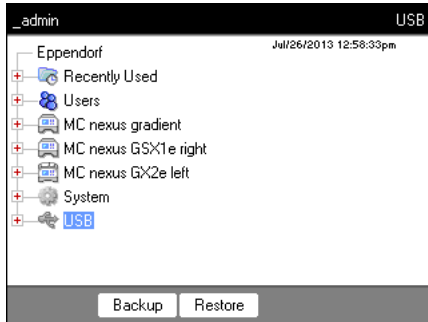 _admin USB
Jul/26/2013 12:58:33pm
Eppendorf
Recently Used
Users
MC nexus gradient
MC nexus GSX1e right
MC nexus GX2e left
System
USB
Backup Restore